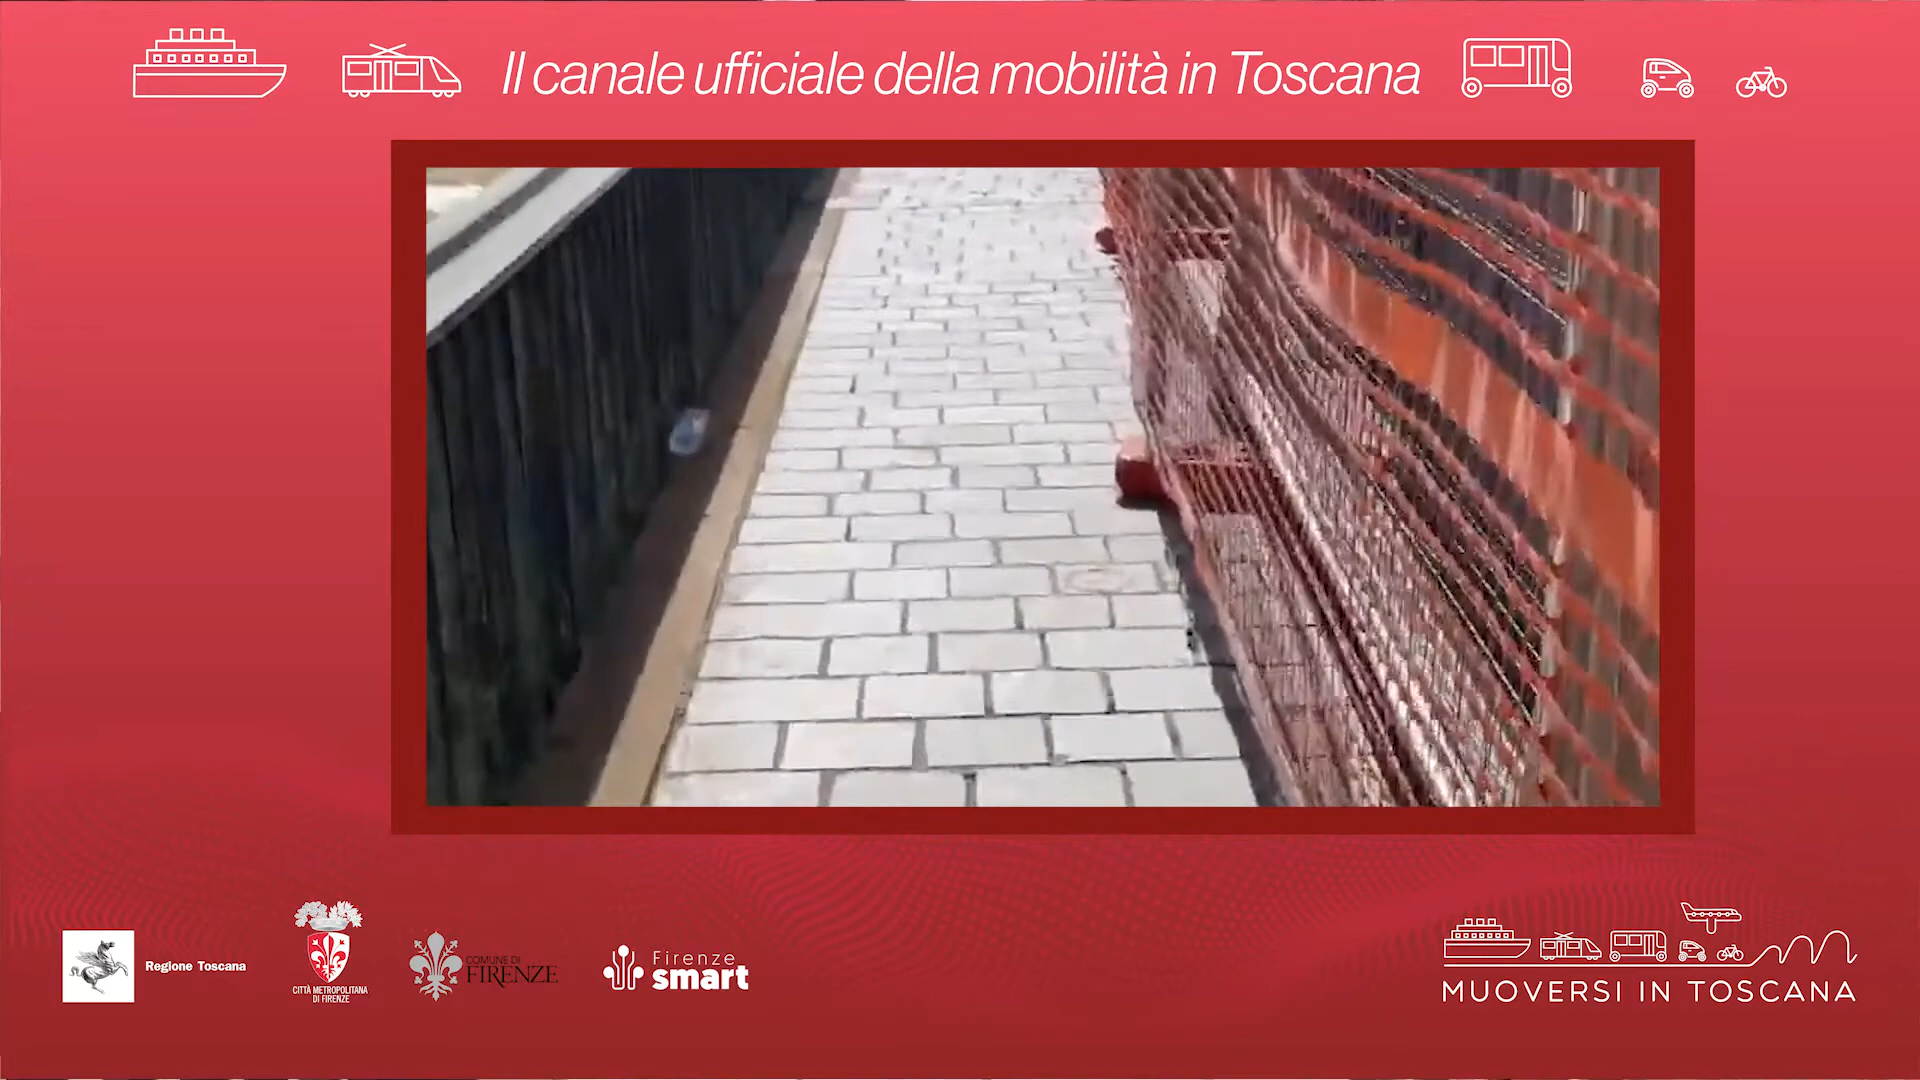 Il canale ufficiale della mobilità in Toscana
Regione Toscana
CITTÀ METROPOLITANA
DI FIRENZE
COMUNE DI
FIRENZE
Firenze
smart
MUOVERSI IN TOSCANA